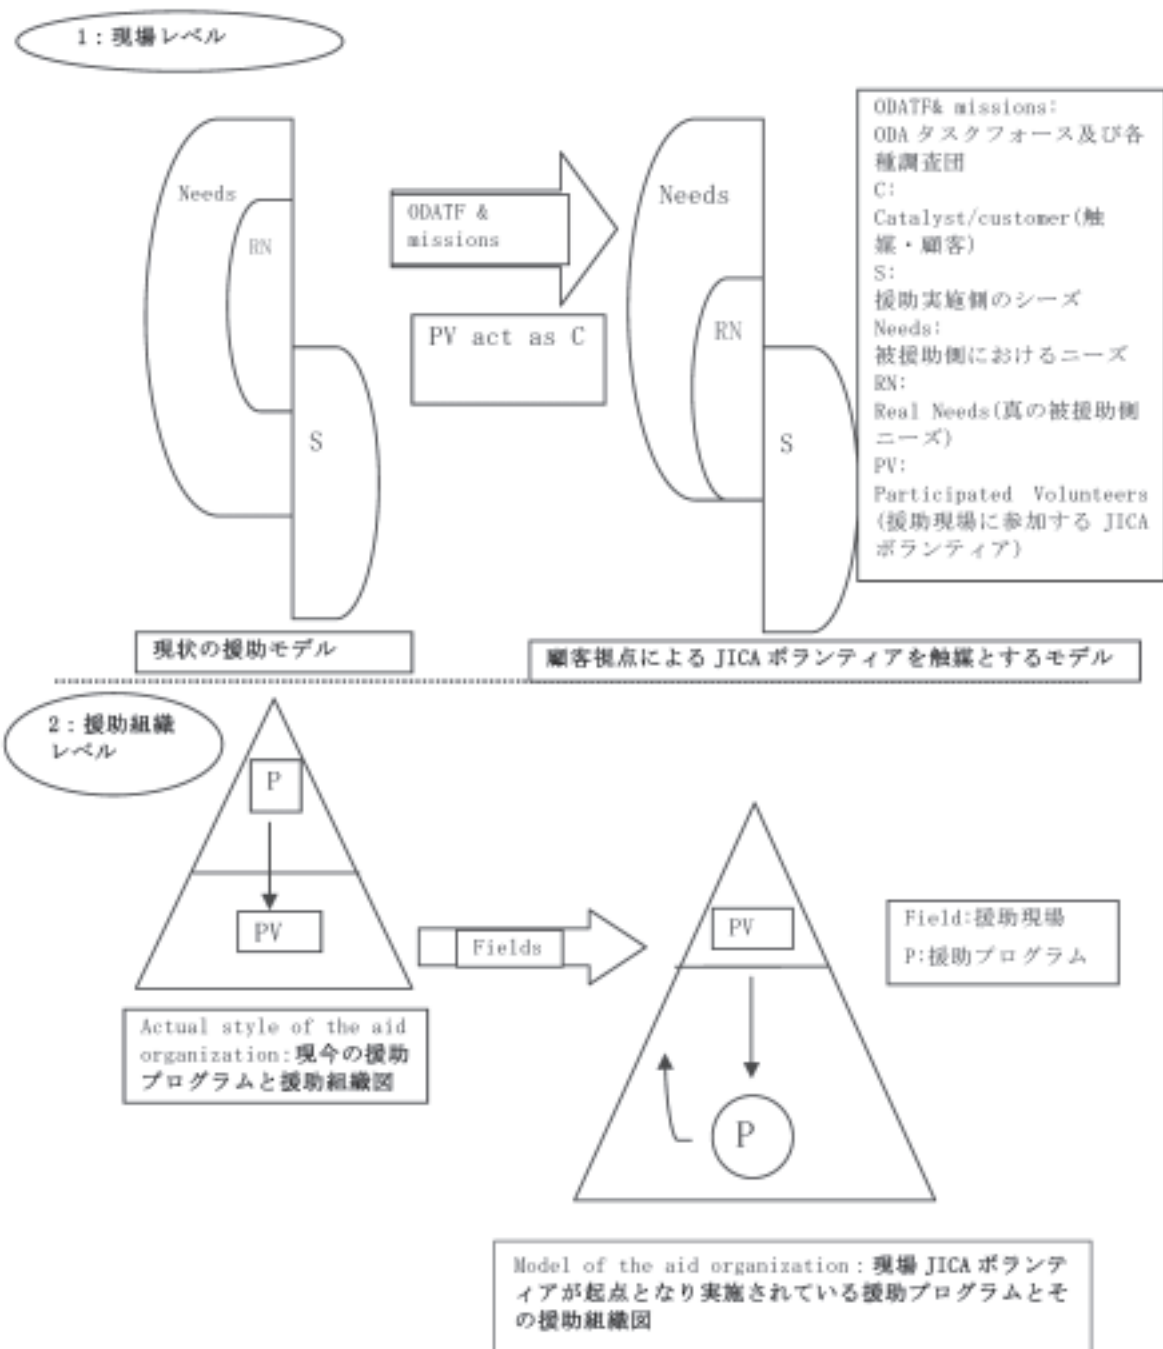 1：現場レベル
Needs
RN
S
ODATF &
missions
PV act as C
Needs
RN
S
ODATF& missions:
ODA タスクフォース及び各
種調査団
C:
Catalyst/customer(触
媒・顧客)
S:
援助実施側のシーズ
Needs:
被援助側におけるニーズ
RN:
Real Needs(真の被援助側
ニーズ)
PV:
Participated Volunteers
(援助現場に参加する JICA
ボランティア)
現状の援助モデル
顧客視点による JICA ボランティアを触媒とするモデル
2：援助組織
レベル
P
PV
Fields
PV
P
Field:援助現場
P:援助プログラム
Actual style of the aid
organization:現今の援助
プログラムと援助組織図
Model of the aid organization：現場 JICA ボランテ
ィアが起点となり実施されている援助プログラムとそ
の援助組織図